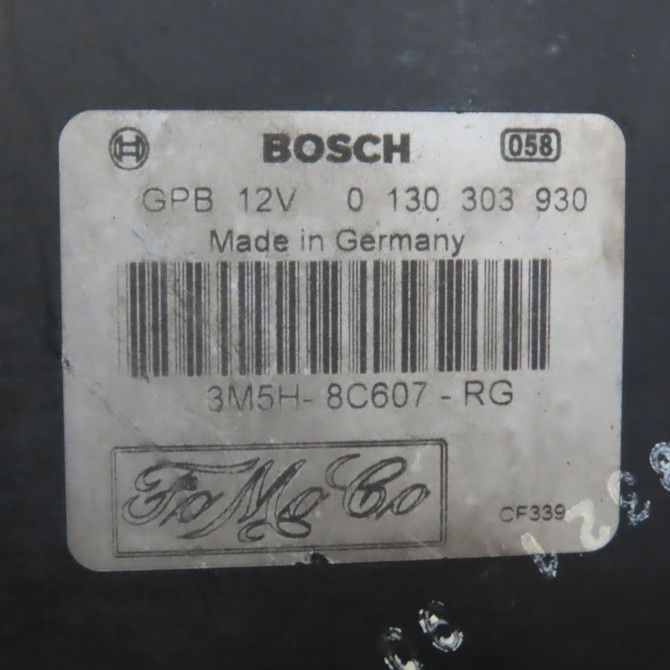 BOSCH 058
GPB 12V 0 130 303 930
Made in Germany
3M5H- 8C607 - RG
FoMoCo
CF339